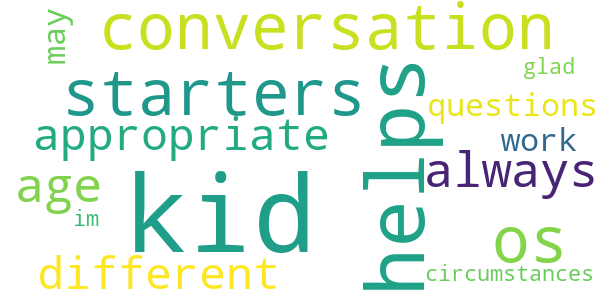 may
conversation
glad
starters
helps
questions
appropriate
work
always
age
kid
im
os
different
circumstances